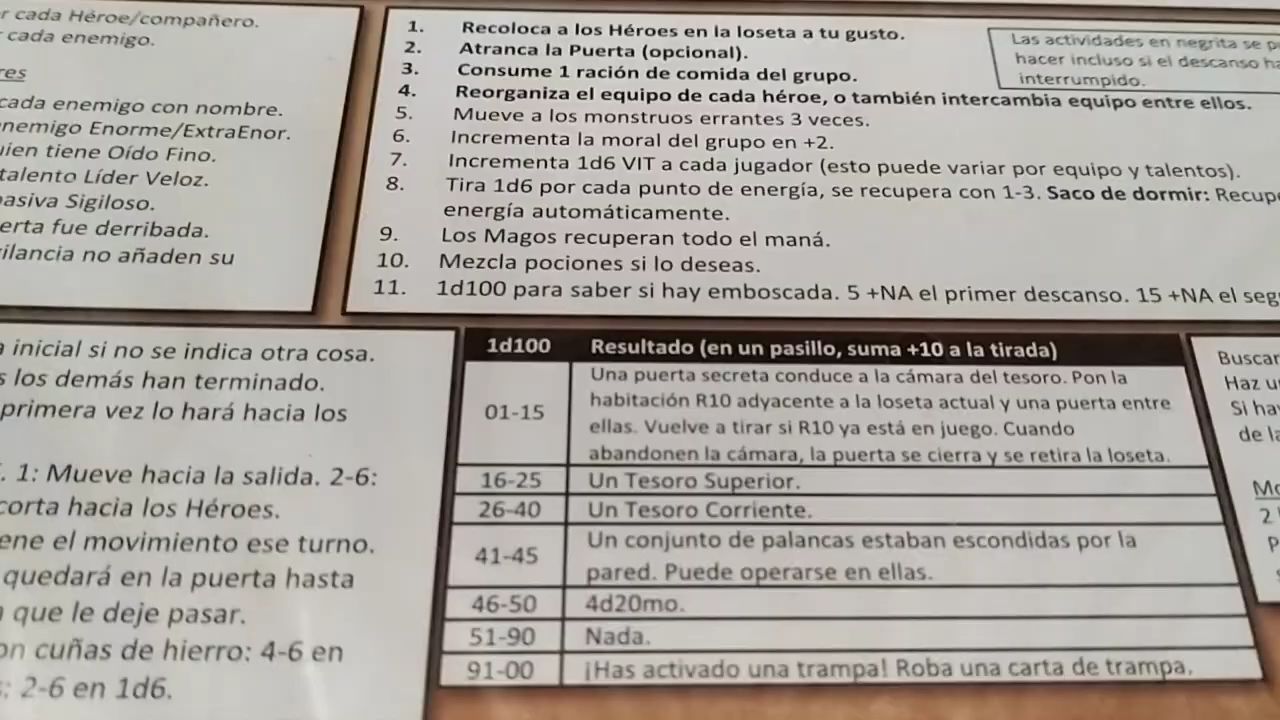 cada Héroe/compañero.
cada enemigo.
cada enemigo con nombre.
Enorme/ExtraEnor.
tiene Oído Fino.
talento Líder Veloz.
Sigiloso.
fue derribada.
no añaden su
1. Recoloca a los Héroes en la loseta a tu gusto.
2. Atranca la Puerta (opcional).
3. Consume 1 ración de comida del grupo.
4. Reorganiza el equipo de cada héroe, o también intercambia equipo entre ellos.
5. Mueve a los monstruos errantes 3 veces.
6. Incrementa la moral del grupo en +2.
7. Incrementa 1d6 VIT a cada jugador (esto puede variar por equipo y talentos).
8. Tira 1d6 por cada punto de energía, se recupera con 1-3. Saco de dormir:
energía automáticamente.
9. Los Magos recuperan todo el maná.
10. Mezcla pociones si lo deseas.
11. 1d100 para saber si hay emboscada. 5 +NA el primer descanso. 15 +NA el
Las actividades en negrita se
hacer incluso si el descanso
interrumpido.
inicial si no se indica otra cosa.
los demás han terminado.
primera vez lo hará hacia los
1: Mueve hacia la salida. 2-6:
corta hacia los Héroes.
el movimiento ese turno.
quedará en la puerta hasta
que le deje pasar.
cuñas de hierro: 4-6 en
: 2-6 en 1d6.
1d100 Resultado (en un pasillo, suma +10 a la tirada)
01-15 Una puerta secreta conduce a la cámara del tesoro. Pon la
habitación R10 adyacente a la loseta actual y una puerta entre
ellas. Vuelve a tirar si R10 ya está en juego. Cuando
abandonen la cámara, la puerta se cierra y se retira la loseta.
16-25 Un Tesoro Superior.
26-40 Un Tesoro Corriente.
41-45 Un conjunto de palancas estaban escondidas por la
pared. Puede operarse en ellas.
46-50 4d20mo.
51-90 Nada.
91-00 ¡Has activado una trampa! Roba una carta de trampa.
Haz
Si
de
2